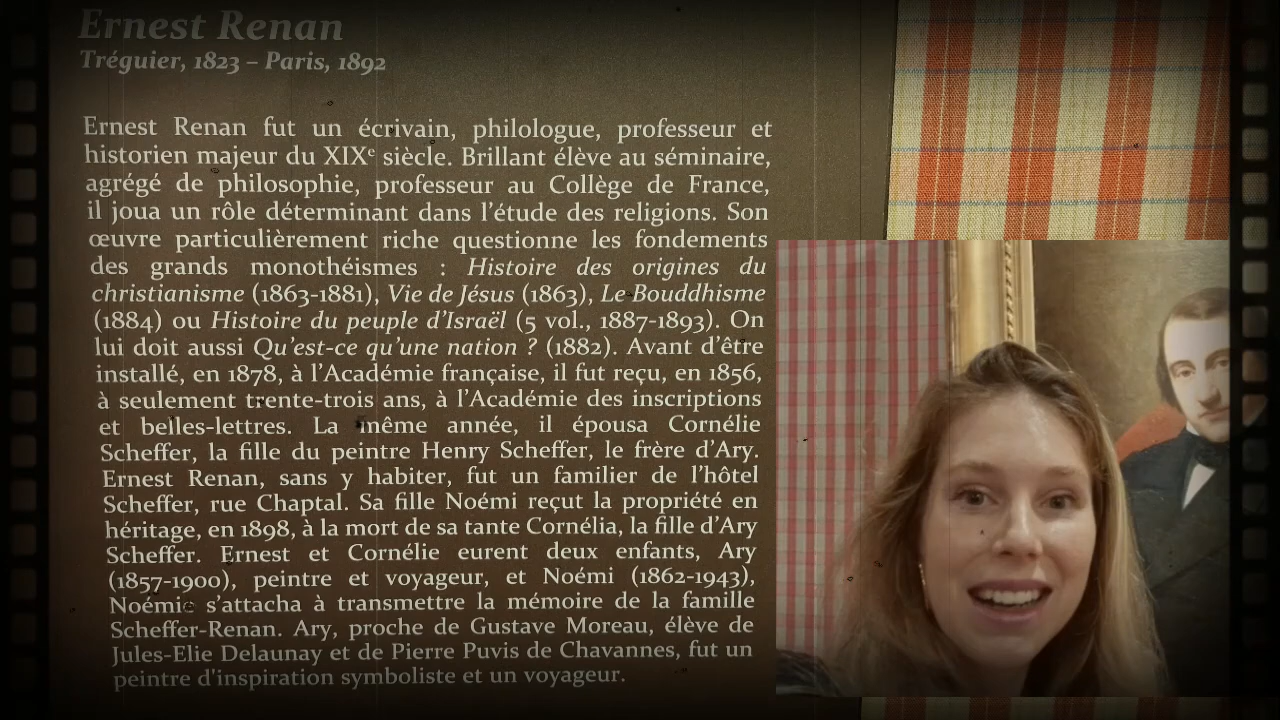 Ernest Renan
Tréguier, 1823 – Paris, 1892
Ernest Renan fut un écrivain, philologue, professeur et
historien majeur du XIXe siècle. Brillant élève au séminaire,
agrégé de philosophie, professeur au Collège de France,
il joua un rôle déterminant dans l'étude des religions. Son
œuvre particulièrement riche questionne les fondements
des grands monothéismes : Histoire des origines du
christianisme (1863-1881), Vie de Jésus (1863), Le Bouddhisme
(1884) ou Histoire du peuple d'Israël (5 vol., 1887-1893). On
lui doit aussi Qu'est-ce qu'une nation ? (1882). Avant d'être
installé, en 1878, à l'Académie française, il fut reçu, en 1856,
à seulement trente-trois ans, à l'Académie des inscriptions
et belles-lettres. La même année, il épousa Cornélie
Scheffer, la fille du peintre Henry Scheffer, le frère d'Ary.
Ernest Renan, sans y habiter, fut un familier de l'hôtel
Scheffer, rue Chaptal. Sa fille Noémi reçut la propriété en
héritage, en 1898, à la mort de sa tante Cornélia, la fille d'Ary
Scheffer. Ernest et Cornélie eurent deux enfants, Ary
(1857-1900), peintre et voyageur, et Noémi (1862-1943),
Noémie s'attacha à transmettre la mémoire de la famille
Scheffer-Renan. Ary, proche de Gustave Moreau, élève de
Jules-Elie Delaunay et de Pierre Puvis de Chavannes, fut un
peintre d'inspiration symboliste et un voyageur.